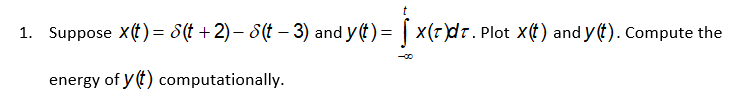 1. Suppose x(t) = δ(t + 2) – δ(t – 3) and y(t) = ∫_{-∞}^{t} x(τ)dτ. Plot x(t) and y(t). Compute the
energy of y(t) computationally.